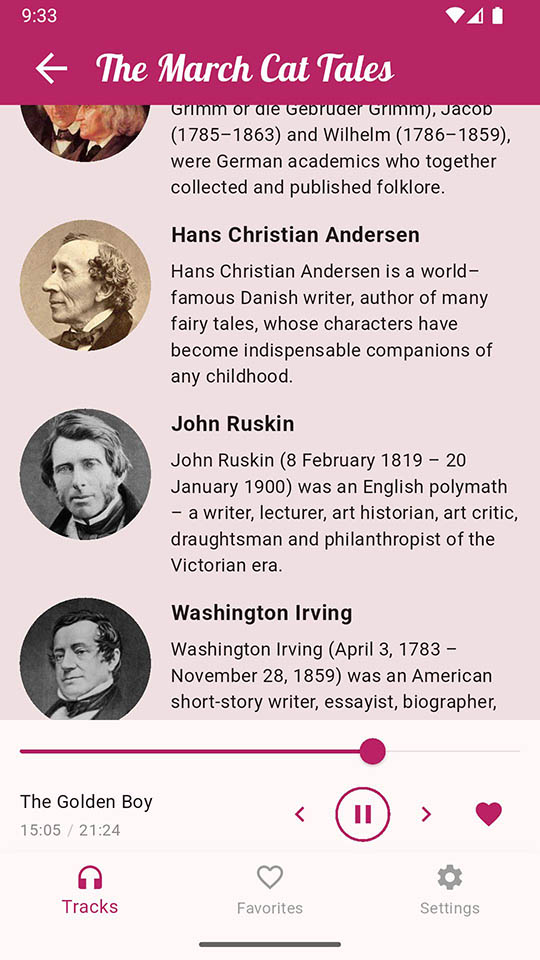 9:33
The March Cat Tales
Grimm or die Gebrüder Grimm), Jacob
(1785–1863) and Wilhelm (1786–1859),
were German academics who together
collected and published folklore.
Hans Christian Andersen
Hans Christian Andersen is a world–
famous Danish writer, author of many
fairy tales, whose characters have
become indispensable companions of
any childhood.
John Ruskin
John Ruskin (8 February 1819 – 20
January 1900) was an English polymath
– a writer, lecturer, art historian, art critic,
draughtsman and philanthropist of the
Victorian era.
Washington Irving
Washington Irving (April 3, 1783 –
November 28, 1859) was an American
short-story writer, essayist, biographer,
The Golden Boy
15:05 / 21:24
Tracks
Favorites
Settings